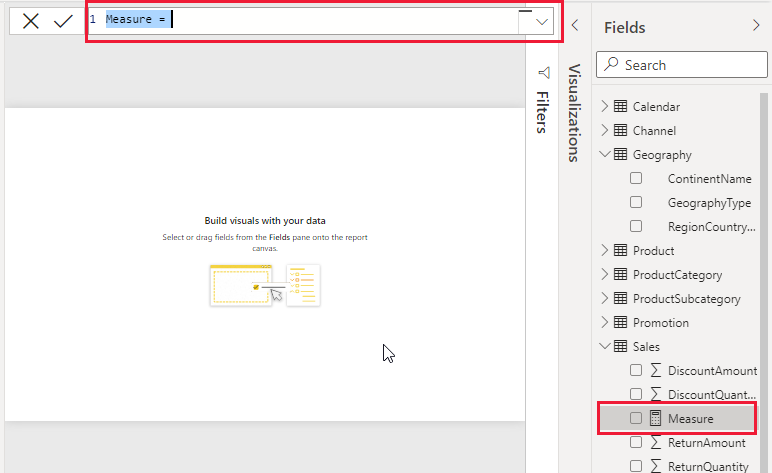 1 Measure =
Build visuals with your data
Select or drag fields from the Fields pane onto the report
canvas.
Filters
Visualizations
Fields
Search
Calendar
Channel
Geography
ContinentName
GeographyType
RegionCountry...
Product
ProductCategory
ProductSubcategory
Promotion
Sales
DiscountAmount
DiscountQuant...
Measure
ReturnAmount
ReturnQuantity